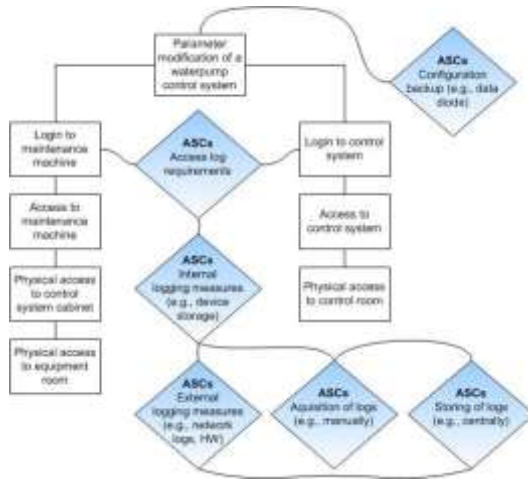 Parameter
modification of a
waterpump
control system
ASCs
Configuration
backup (e.g., data
diode)
Login to
maintenance
machine
ASCs
Access log
requirements
Login to control
system
Access to
maintenance
machine
Access to
control system
Physical access
to control
system cabinet
ASCs
Internal
logging measures
(e.g., device
storage)
Physical access
to control room
Physical access
to equipment
room
ASCs
External
logging measures
(e.g., network
logs, HW)
ASCs
Aquisition of logs
(e.g., manually)
ASCs
Storing of logs
(e.g., centrally)